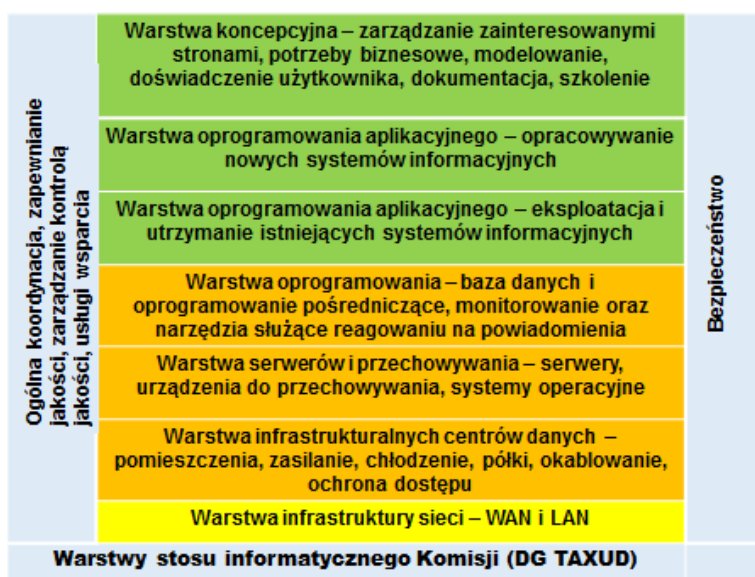 Ogólna koordynacja, zapewnianie
jakości, zarządzanie kontrolą
jakości, usługi wsparcia
Warstwa koncepcyjna – zarządzanie zainteresowanymi
stronami, potrzeby biznesowe, modelowanie,
doświadczenie użytkownika, dokumentacja, szkolenie
Warstwa oprogramowania aplikacyjnego – opracowywanie
nowych systemów informacyjnych
Warstwa oprogramowania aplikacyjnego – eksploatacja i
utrzymanie istniejących systemów informacyjnych
Warstwa oprogramowania – baza danych i
oprogramowanie pośredniczące, monitorowanie oraz
narzędzia służące reagowaniu na powiadomienia
Warstwa serwerów i przechowywania – serwery,
urządzenia do przechowywania, systemy operacyjne
Warstwa infrastrukturalnych centrów danych –
pomieszczenia, zasilanie, chłodzenie, półki, okablowanie,
ochrona dostępu
Warstwa infrastruktury sieci – WAN i LAN
Bezpieczeństwo
Warstwy stosu informatycznego Komisji (DG TAXUD)